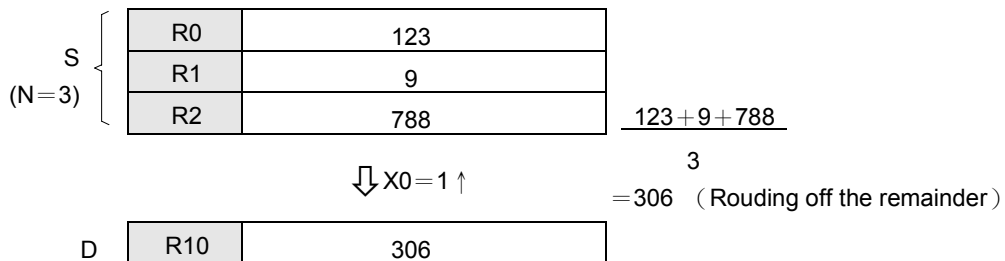 R0 123
S R1 9
(N=3) R2 788 123+9+788
3
X0=1↑ =306 (Rouding off the remainder)
D R10 306